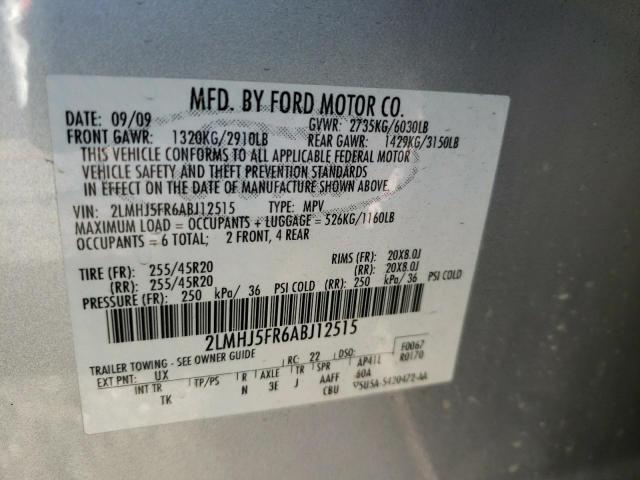 MFD. BY FORD MOTOR CO.
DATE: 09/09 GVWR: 2735KG/6030LB
FRONT GAWR: 1320KG/2910LB REAR GAWR: 1429KG/3150LB
THIS VEHICLE CONFORMS TO ALL APPLICABLE FEDERAL MOTOR
VEHICLE SAFETY AND THEFT PREVENTION STANDARDS
IN EFFECT ON THE DATE OF MANUFACTURE SHOWN ABOVE.
VIN: 2LMHJ5FR6ABJ12515 TYPE: MPV
MAXIMUM LOAD = OCCUPANTS + LUGGAGE = 526KG/1160LB
OCCUPANTS = 6 TOTAL; 2 FRONT, 4 REAR
TIRE (FR): 255/45R20 RIMS (FR): 20X8.0J
(RR): 255/45R20 (RR): 20X8.0J
PRESSURE (FR): 250 kPa/ 36 PSI COLD (RR): 250 kPa/ 36 PSI COLD
2LMHJ5FR6ABJ12515
TRAILER TOWING - SEE OWNER GUIDE F0067
RC: 22 DSO: R0170
EXT PNT: UX AP41L
INT TR TP/PS R AXLE TR SPR 60A
TK N 3E J AAFF
CBU 5U5A-5420472-AA